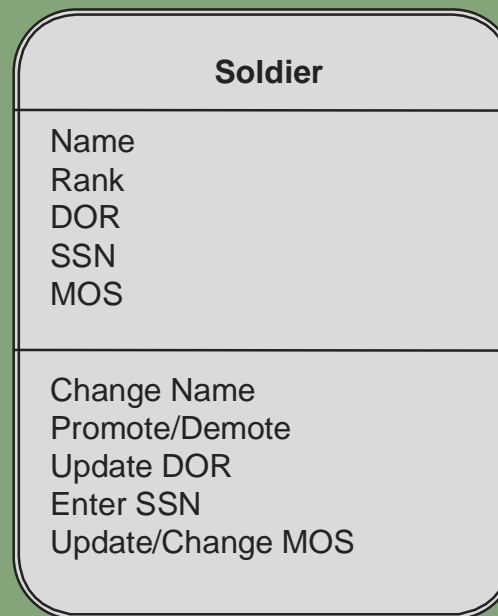 Soldier
Name
Rank
DOR
SSN
MOS
Change Name
Promote/Demote
Update DOR
Enter SSN
Update/Change MOS